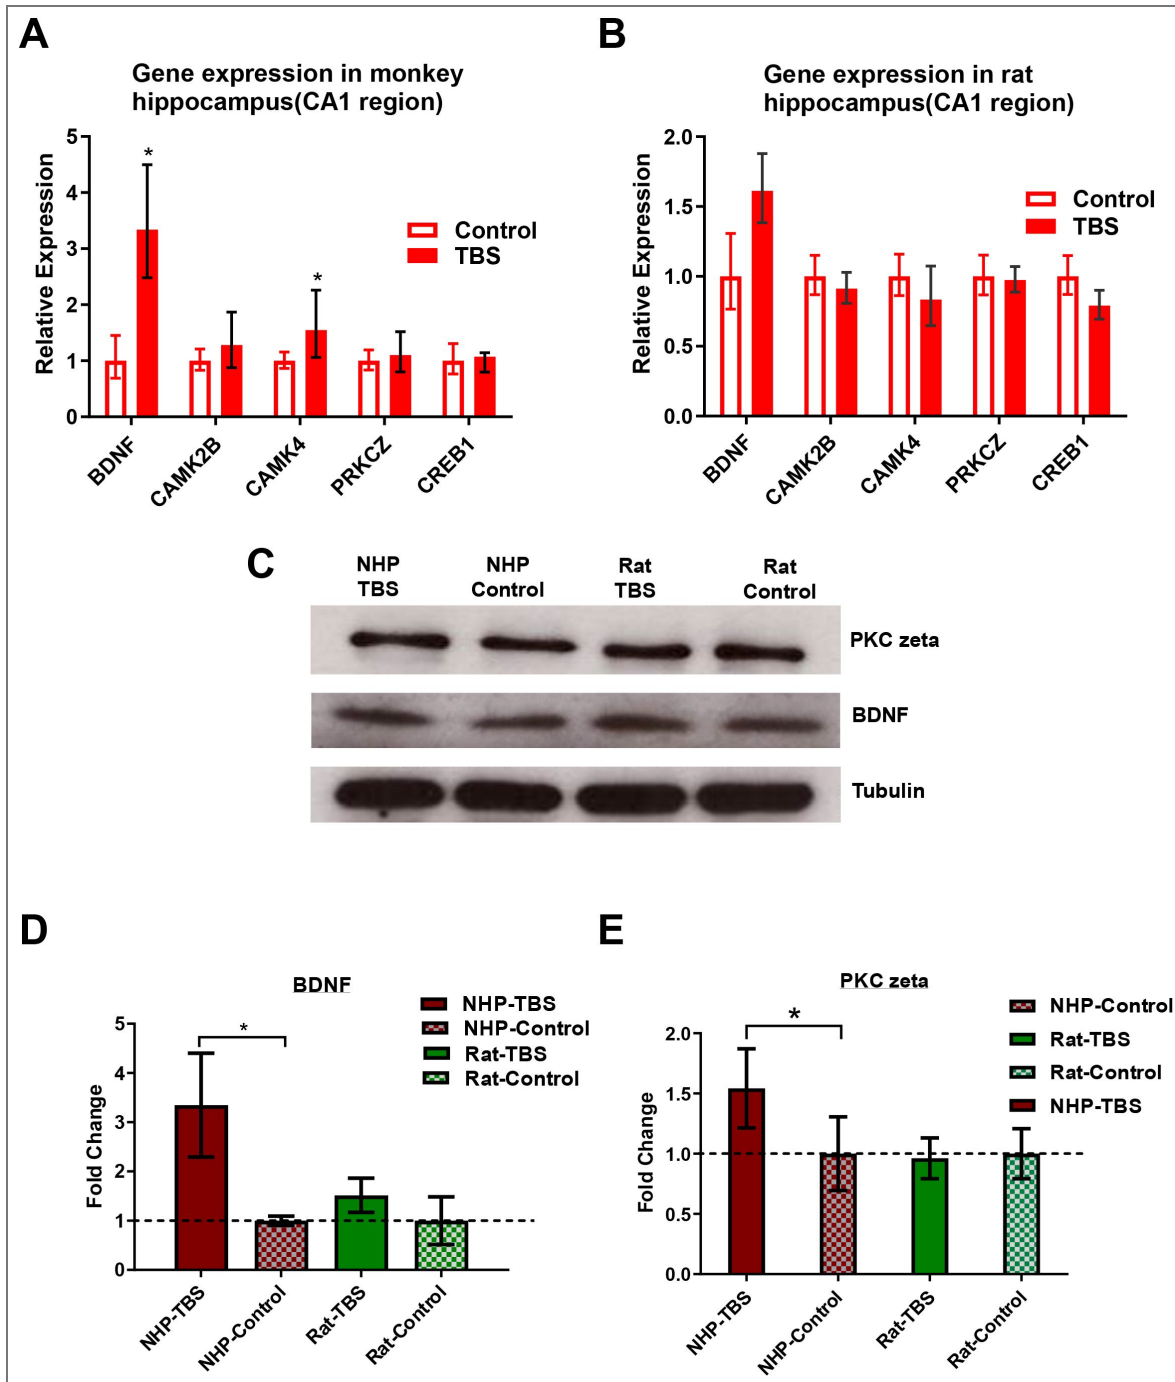 A
Gene expression in monkey
hippocampus(CA1 region)
Relative Expression
5
4
3
2
1
0
*
*
Control
TBS
BDNF
CAMK2B
CAMK4
PRKCZ
CREB1
B
Gene expression in rat
hippocampus(CA1 region)
Relative Expression
2.0
1.5
1.0
0.5
0.0
Control
TBS
BDNF
CAMK2B
CAMK4
PRKCZ
CREB1
C
NHP
TBS
NHP
Control
Rat
TBS
Rat
Control
PKC zeta
BDNF
Tubulin
D
BDNF
Fold Change
5
4
3
2
1
0
*
NHP-TBS
NHP-Control
Rat-TBS
Rat-Control
NHP-TBS
NHP-Control
Rat-TBS
Rat-Control
E
PKC zeta
Fold Change
2.0
1.5
1.0
0.5
0.0
*
NHP-Control
Rat-TBS
Rat-Control
NHP-TBS
NHP-TBS
NHP-Control
Rat-TBS
Rat-Control